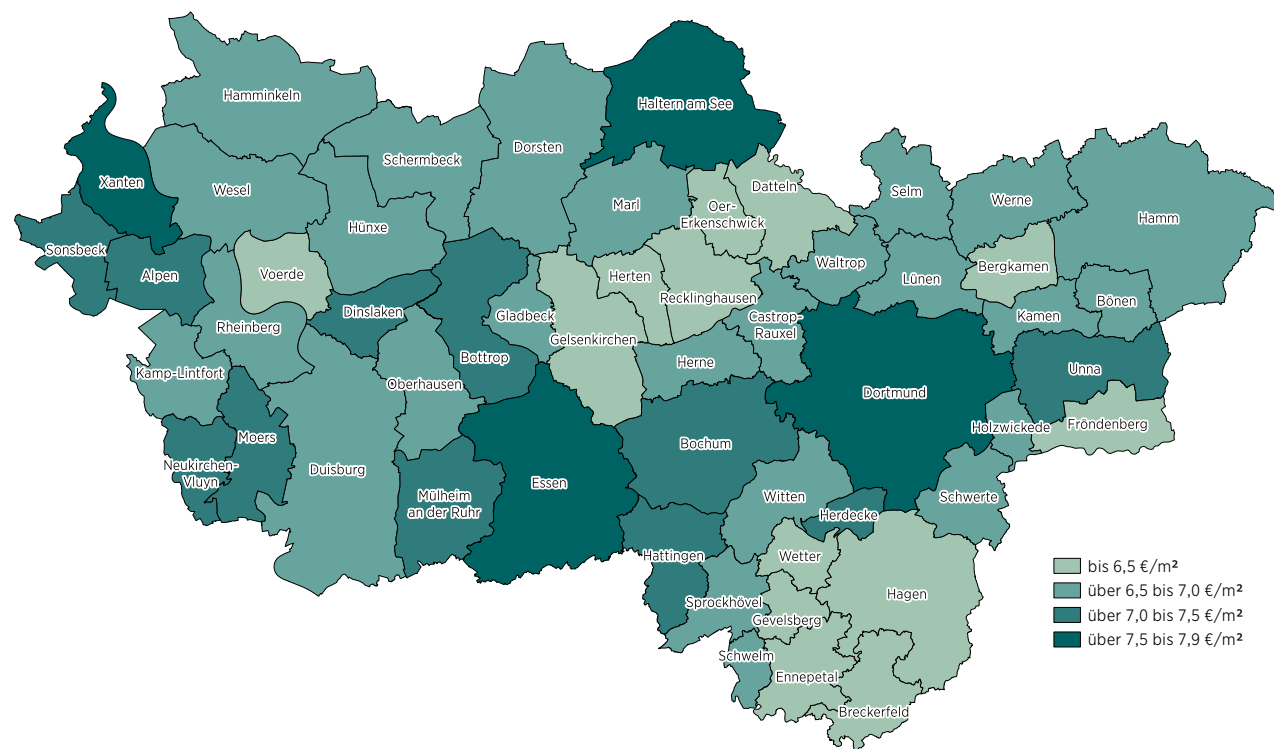 Hamminkeln
Haltern am See
Dorsten
Schermbeck
Xanten
Wesel
Datteln
Selm
Werne
Marl
Oer-
Erkenschwick
Hamm
Hünxe
Sonsbeck
Alpen
Voerde
Herten
Waltrop
Lünen
Bergkamen
Recklinghausen
Bönen
Dinslaken
Gladbeck
Castrop-
Rauxel
Kamen
Rheinberg
Gelsenkirchen
Bottrop
Herne
Unna
Kamp-Lintfort
Oberhausen
Dortmund
Fröndenberg
Holzwickede
Moers
Bochum
Neukirchen-
Vluyn
Duisburg
Essen
Mülheim
an der Ruhr
Witten
Schwerte
Herdecke
Hattingen
Wetter
Hagen
Sprockhövel
Gevelsberg
Schwelm
Ennepetal
Breckerfeld
bis 6,5 €/m²
über 6,5 bis 7,0 €/m²
über 7,0 bis 7,5 €/m²
über 7,5 bis 7,9 €/m²